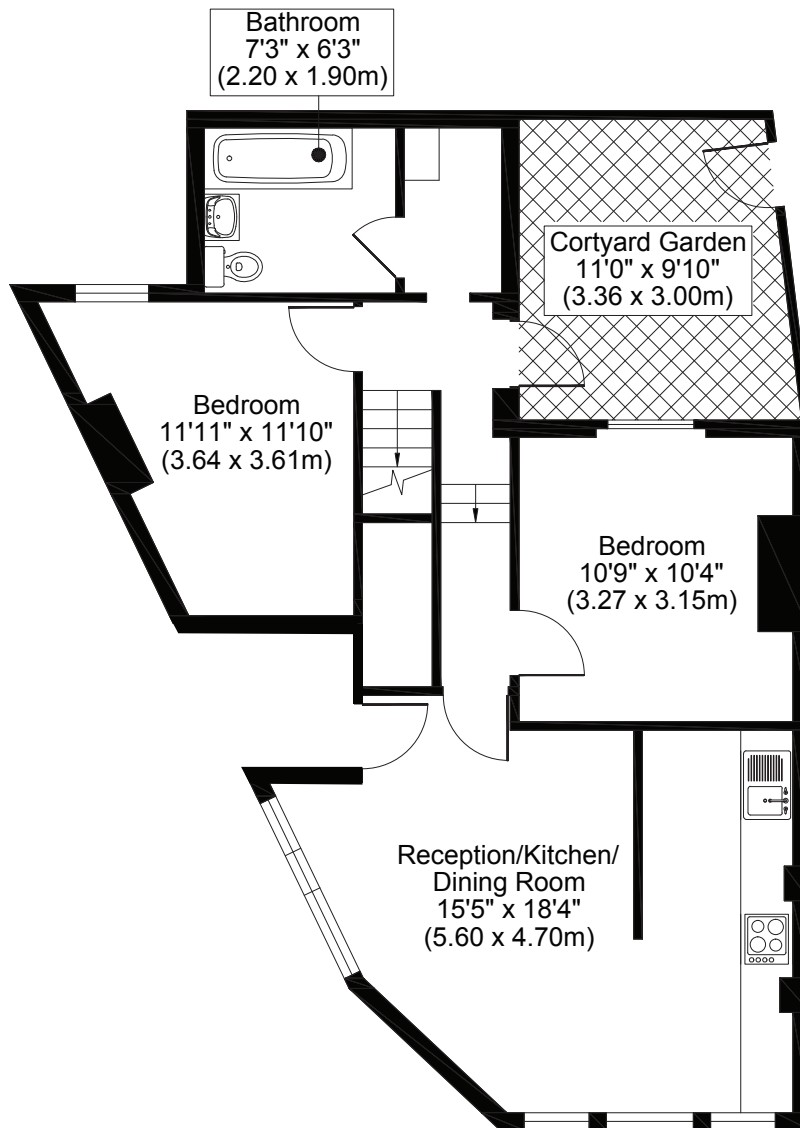 Bathroom
7'3" x 6'3"
(2.20 x 1.90m)
Cortyard Garden
11'0" x 9'10"
(3.36 x 3.00m)
Bedroom
11'11" x 11'10"
(3.64 x 3.61m)
Bedroom
10'9" x 10'4"
(3.27 x 3.15m)
Reception/Kitchen/
Dining Room
15'5" x 18'4"
(5.60 x 4.70m)